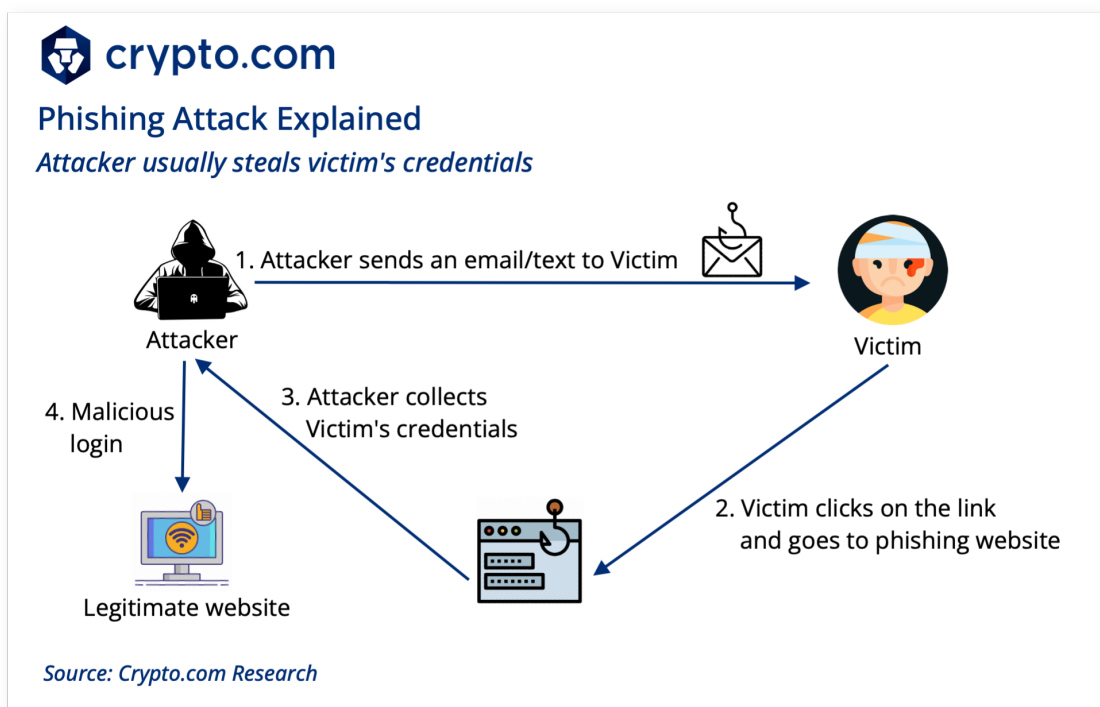 crypto.com
Phishing Attack Explained
Attacker usually steals victim's credentials
1. Attacker sends an email/text to Victim
Attacker
Victim
3. Attacker collects
Victim's credentials
4. Malicious
login
2. Victim clicks on the link
and goes to phishing website
Legitimate website
Source: Crypto.com Research